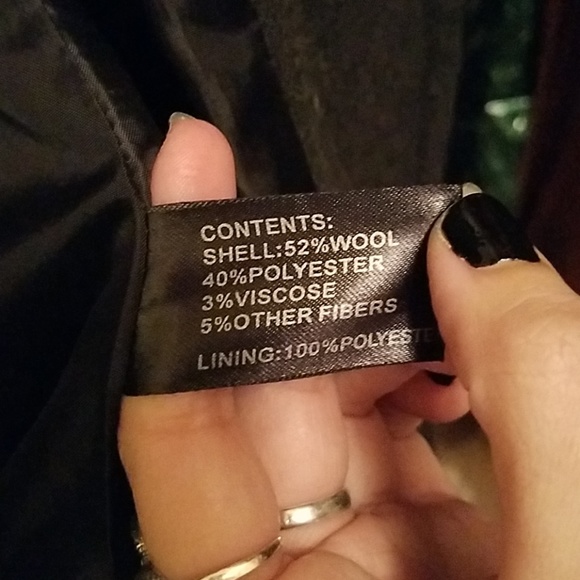 CONTENTS:
SHELL:52%WOOL
40%POLYESTER
3%VISCOSE
5%OTHER FIBERS
LINING:100%POLYESTE